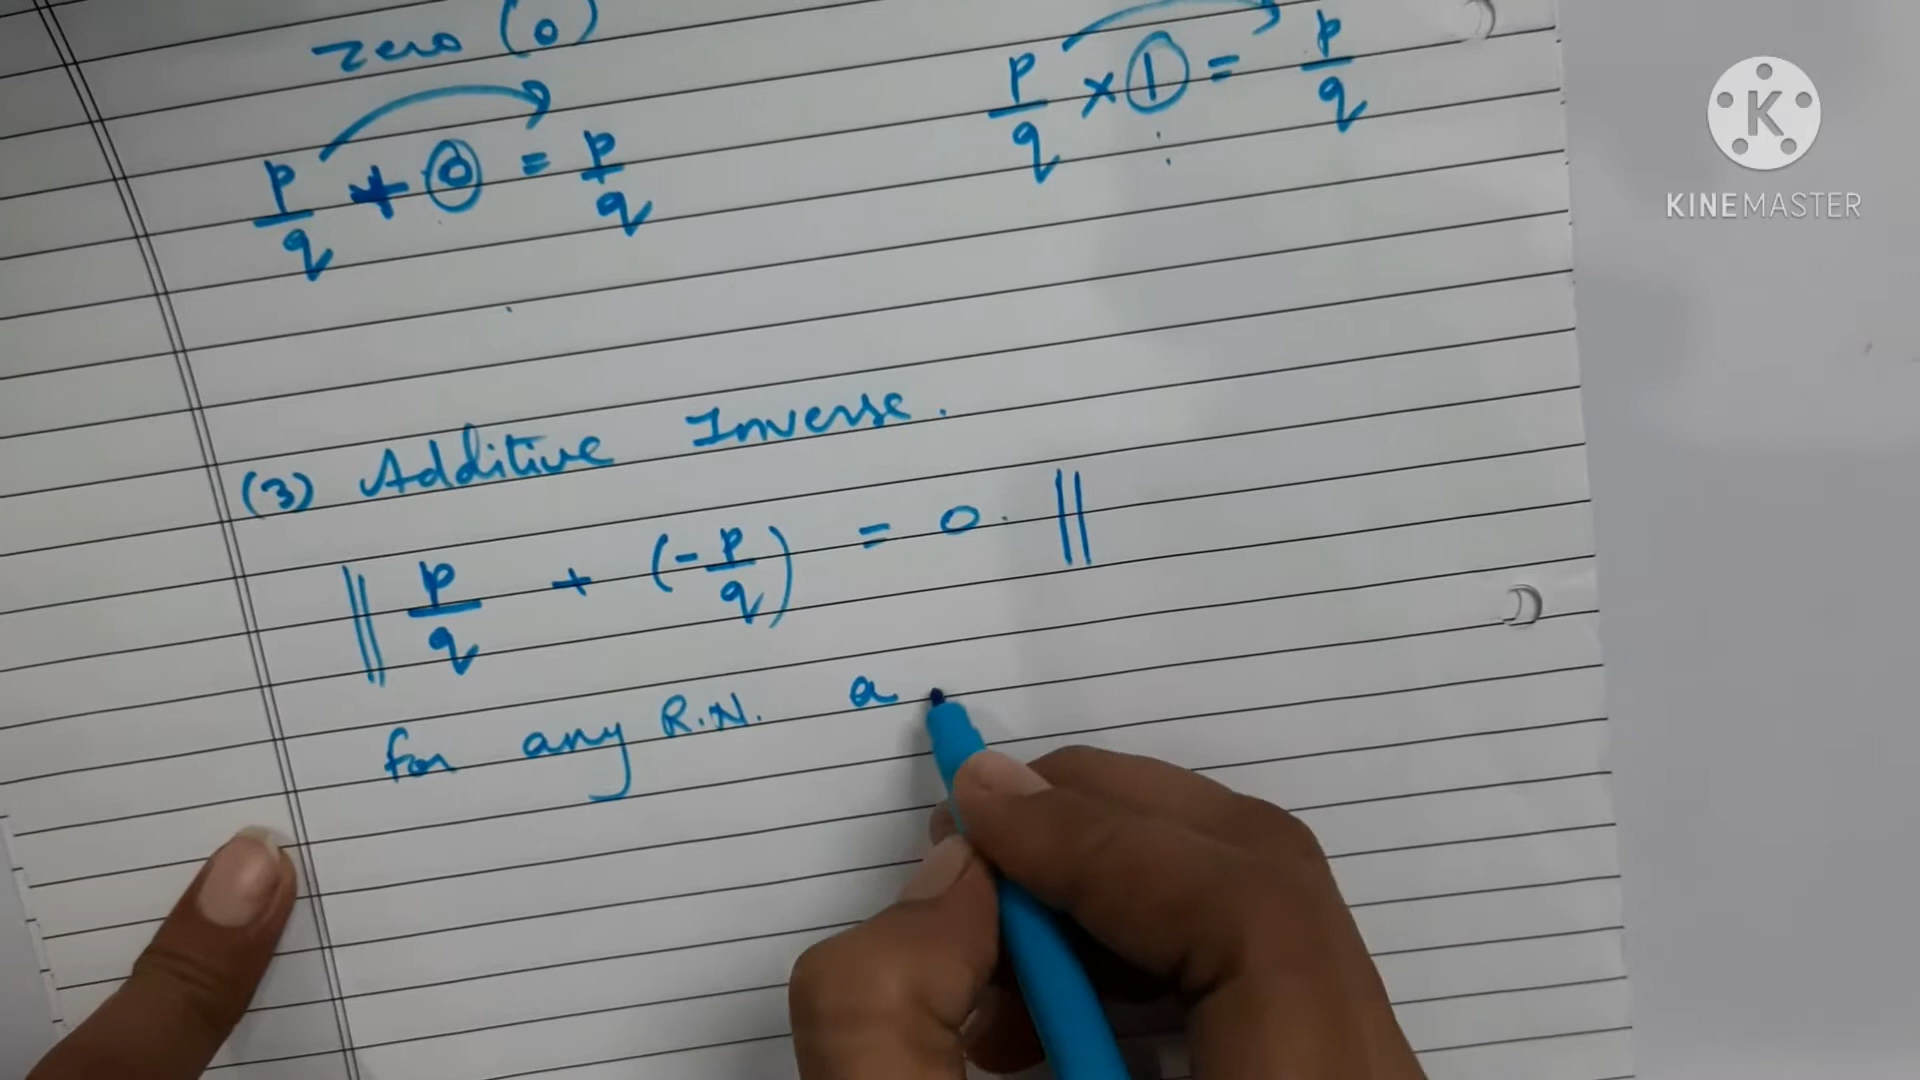 zero (0)
p/q + 0 = p/q
p/q × 1 = p/q
(3) Additive Inverse.
|| p/q + (-p/q) = 0. ||
for any R.N. a
KINEMASTER